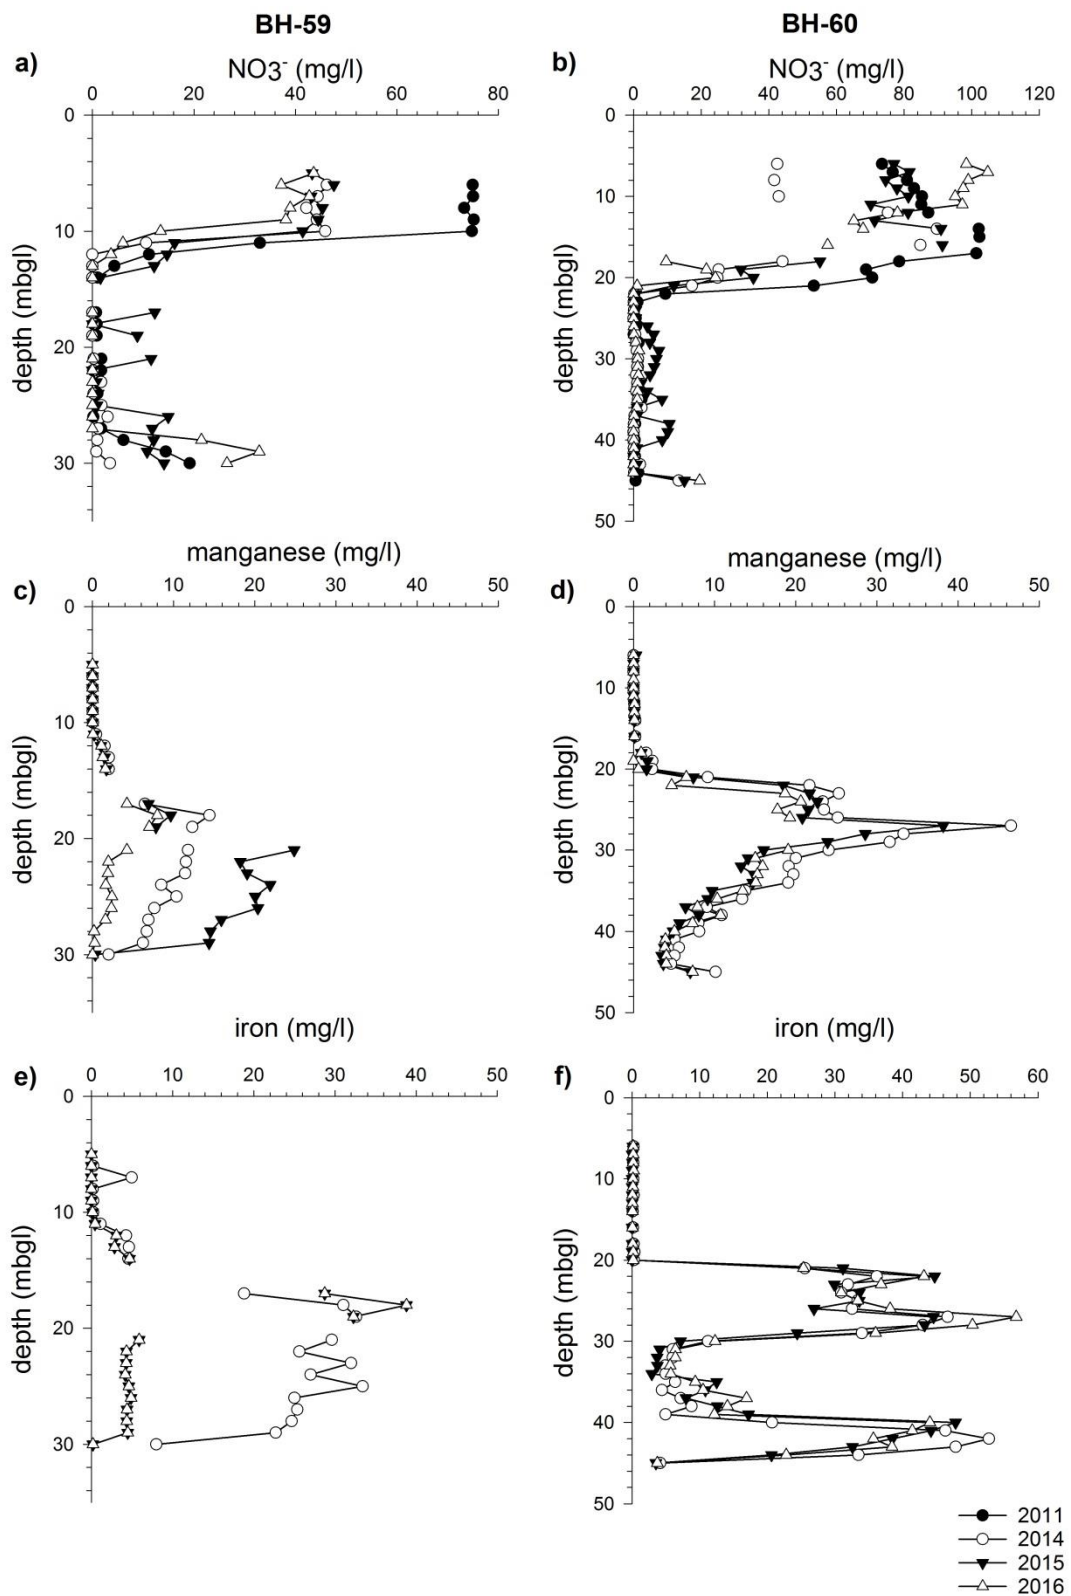 BH-59
BH-60
a)
NO3- (mg/l)
0 20 40 60 80
0
10
20
30
depth (mbgl)
b)
NO3- (mg/l)
0 20 40 60 80 100 120
0
10
20
30
40
50
depth (mbgl)
c)
manganese (mg/l)
0 10 20 30 40 50
0
10
20
30
depth (mbgl)
d)
manganese (mg/l)
0 10 20 30 40 50
0
10
20
30
40
50
depth (mbgl)
e)
iron (mg/l)
0 10 20 30 40 50
0
10
20
30
depth (mbgl)
f)
iron (mg/l)
0 10 20 30 40 50 60
0
10
20
30
40
50
depth (mbgl)
2011
2014
2015
2016